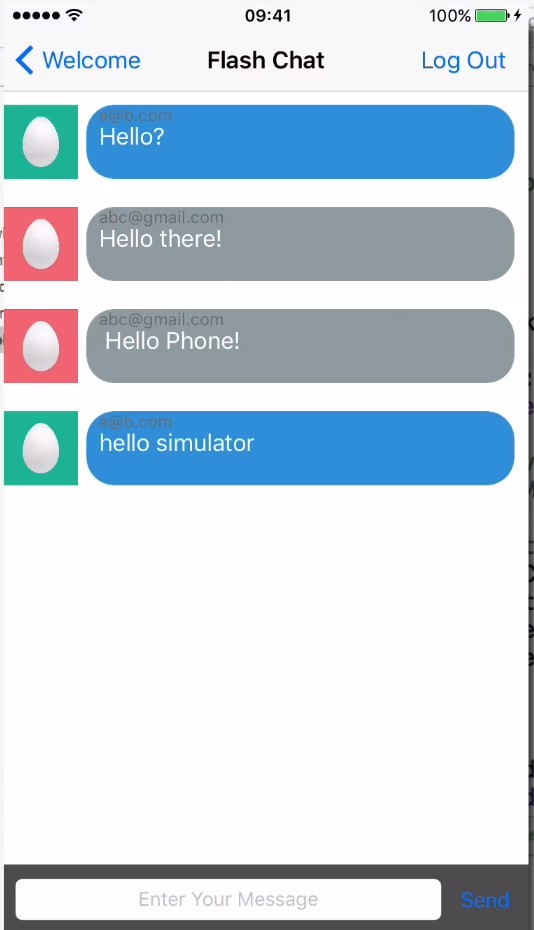 09:41
100%
Welcome
Flash Chat
Log Out
a@b.com
Hello?
abc@gmail.com
Hello there!
abc@gmail.com
Hello Phone!
a@b.com
hello simulator
Enter Your Message
Send